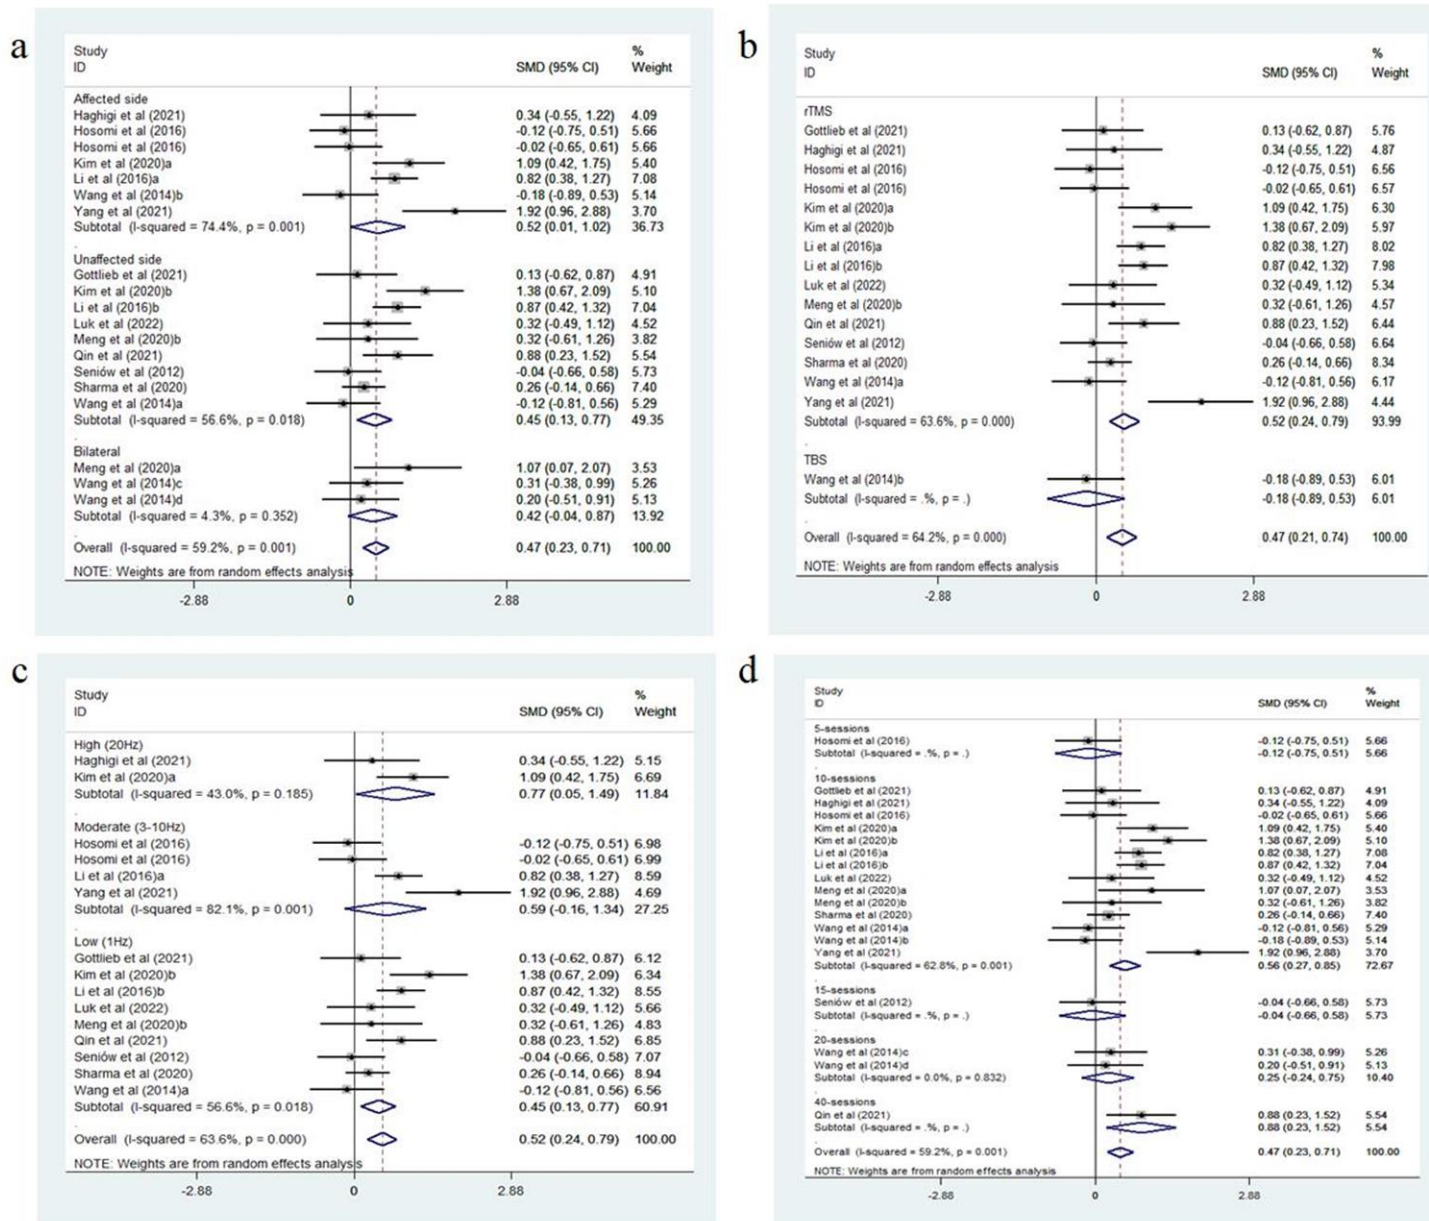 a
Study % 
ID SMD (95% CI) Weight
Affected side
Haghigi et al (2021) 0.34 (-0.55, 1.22) 4.09
Hosomi et al (2016) -0.12 (-0.75, 0.51) 5.66
Hosomi et al (2016) -0.02 (-0.65, 0.61) 5.66
Kim et al (2020)a 1.09 (0.42, 1.75) 5.40
Li et al (2016)a 0.82 (0.38, 1.27) 7.08
Wang et al (2014)b -0.18 (-0.89, 0.53) 5.14
Yang et al (2021) 1.92 (0.96, 2.88) 3.70
Subtotal (I-squared = 74.4%, p = 0.001) 0.52 (0.01, 1.02) 36.73
.
Unaffected side
Gottlieb et al (2021) 0.13 (-0.62, 0.87) 4.91
Kim et al (2020)b 1.38 (0.67, 2.09) 5.10
Li et al (2016)b 0.87 (0.42, 1.32) 7.04
Luk et al (2022) 0.32 (-0.49, 1.12) 4.52
Meng et al (2020)b 0.32 (-0.61, 1.26) 3.82
Qin et al (2021) 0.88 (0.23, 1.52) 5.54
Seniów et al (2012) -0.04 (-0.66, 0.58) 5.73
Sharma et al (2020) 0.26 (-0.14, 0.66) 7.40
Wang et al (2014)a -0.12 (-0.81, 0.56) 5.29
Subtotal (I-squared = 56.6%, p = 0.018) 0.45 (0.13, 0.77) 49.35
.
Bilateral
Meng et al (2020)a 1.07 (0.07, 2.07) 3.53
Wang et al (2014)c 0.31 (-0.38, 0.99) 5.26
Wang et al (2014)d 0.20 (-0.51, 0.91) 5.13
Subtotal (I-squared = 4.3%, p = 0.352) 0.42 (-0.04, 0.87) 13.92
.
Overall (I-squared = 59.2%, p = 0.001) 0.47 (0.23, 0.71) 100.00
NOTE: Weights are from random effects analysis
-2.88 0 2.88
b
Study %
ID SMD (95% CI) Weight
rTMS
Gottlieb et al (2021) 0.13 (-0.62, 0.87) 5.76
Haghigi et al (2021) 0.34 (-0.55, 1.22) 4.87
Hosomi et al (2016) -0.12 (-0.75, 0.51) 6.56
Hosomi et al (2016) -0.02 (-0.65, 0.61) 6.57
Kim et al (2020)a 1.09 (0.42, 1.75) 6.30
Kim et al (2020)b 1.38 (0.67, 2.09) 5.97
Li et al (2016)a 0.82 (0.38, 1.27) 8.02
Li et al (2016)b 0.87 (0.42, 1.32) 7.98
Luk et al (2022) 0.32 (-0.49, 1.12) 5.34
Meng et al (2020)b 0.32 (-0.61, 1.26) 4.57
Qin et al (2021) 0.88 (0.23, 1.52) 6.44
Seniów et al (2012) -0.04 (-0.66, 0.58) 6.64
Sharma et al (2020) 0.26 (-0.14, 0.66) 8.34
Wang et al (2014)a -0.12 (-0.81, 0.56) 6.17
Yang et al (2021) 1.92 (0.96, 2.88) 4.44
Subtotal (I-squared = 63.6%, p = 0.000) 0.52 (0.24, 0.79) 93.99
.
TBS
Wang et al (2014)b -0.18 (-0.89, 0.53) 6.01
Subtotal (I-squared = .%, p = .) -0.18 (-0.89, 0.53) 6.01
.
Overall (I-squared = 64.2%, p = 0.000) 0.47 (0.21, 0.74) 100.00
NOTE: Weights are from random effects analysis
-2.88 0 2.88
c
Study %
ID SMD (95% CI) Weight
High (20Hz)
Haghigi et al (2021) 0.34 (-0.55, 1.22) 5.15
Kim et al (2020)a 1.09 (0.42, 1.75) 6.69
Subtotal (I-squared = 43.0%, p = 0.185) 0.77 (0.05, 1.49) 11.84
.
Moderate (3-10Hz)
Hosomi et al (2016) -0.12 (-0.75, 0.51) 6.98
Hosomi et al (2016) -0.02 (-0.65, 0.61) 6.99
Li et al (2016)a 0.82 (0.38, 1.27) 8.59
Yang et al (2021) 1.92 (0.96, 2.88) 4.69
Subtotal (I-squared = 82.1%, p = 0.001) 0.59 (-0.16, 1.34) 27.25
.
Low (1Hz)
Gottlieb et al (2021) 0.13 (-0.62, 0.87) 6.12
Kim et al (2020)b 1.38 (0.67, 2.09) 6.34
Li et al (2016)b 0.87 (0.42, 1.32) 8.55
Luk et al (2022) 0.32 (-0.49, 1.12) 5.66
Meng et al (2020)b 0.32 (-0.61, 1.26) 4.83
Qin et al (2021) 0.88 (0.23, 1.52) 6.85
Seniów et al (2012) -0.04 (-0.66, 0.58) 7.07
Sharma et al (2020) 0.26 (-0.14, 0.66) 8.94
Wang et al (2014)a -0.12 (-0.81, 0.56) 6.56
Subtotal (I-squared = 56.6%, p = 0.018) 0.45 (0.13, 0.77) 60.91
.
Overall (I-squared = 63.6%, p = 0.000) 0.52 (0.24, 0.79) 100.00
NOTE: Weights are from random effects analysis
-2.88 0 2.88
d
Study %
ID SMD (95% CI) Weight
5-sessions
Hosomi et al (2016) -0.12 (-0.75, 0.51) 5.66
Subtotal (I-squared = .%, p = .) -0.12 (-0.75, 0.51) 5.66
.
10-sessions
Gottlieb et al (2021) 0.13 (-0.62, 0.87) 4.91
Haghigi et al (2021) 0.34 (-0.55, 1.22) 4.09
Hosomi et al (2016) -0.02 (-0.65, 0.61) 5.66
Kim et al (2020)a 1.09 (0.42, 1.75) 5.40
Kim et al (2020)b 1.38 (0.67, 2.09) 5.10
Li et al (2016)a 0.82 (0.38, 1.27) 7.08
Li et al (2016)b 0.87 (0.42, 1.32) 7.04
Luk et al (2022) 0.32 (-0.49, 1.12) 4.52
Meng et al (2020)a 1.07 (0.07, 2.07) 3.53
Meng et al (2020)b 0.32 (-0.61, 1.26) 3.82
Sharma et al (2020) 0.26 (-0.14, 0.66) 7.40
Wang et al (2014)a -0.12 (-0.81, 0.56) 5.29
Wang et al (2014)b -0.18 (-0.89, 0.53) 5.14
Yang et al (2021) 1.92 (0.96, 2.88) 3.70
Subtotal (I-squared = 62.8%, p = 0.001) 0.56 (0.27, 0.85) 72.67
.
15-sessions
Seniów et al (2012) -0.04 (-0.66, 0.58) 5.73
Subtotal (I-squared = .%, p = .) -0.04 (-0.66, 0.58) 5.73
.
20-sessions
Wang et al (2014)c 0.31 (-0.38, 0.99) 5.26
Wang et al (2014)d 0.20 (-0.51, 0.91) 5.13
Subtotal (I-squared = 0.0%, p = 0.832) 0.25 (-0.24, 0.75) 10.40
.
40-sessions
Qin et al (2021) 0.88 (0.23, 1.52) 5.54
Subtotal (I-squared = .%, p = .) 0.88 (0.23, 1.52) 5.54
.
Overall (I-squared = 59.2%, p = 0.001) 0.47 (0.23, 0.71) 100.00
NOTE: Weights are from random effects analysis
-2.88 0 2.88